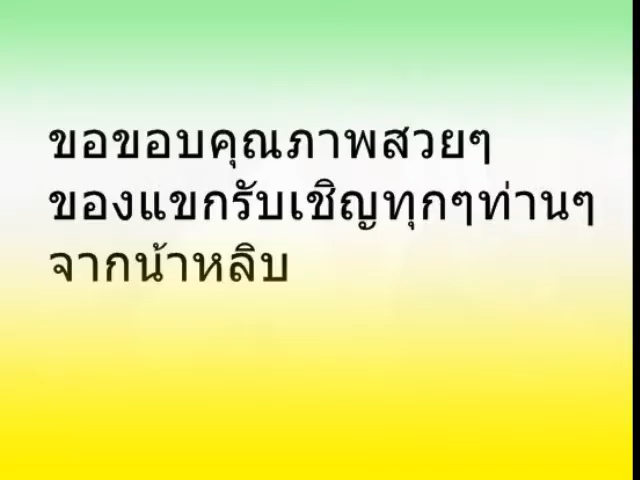 ขอขอบคุณภาพสวยๆ
ของแขกรับเชิญทุกๆท่านๆ
จากน้าหลิบ